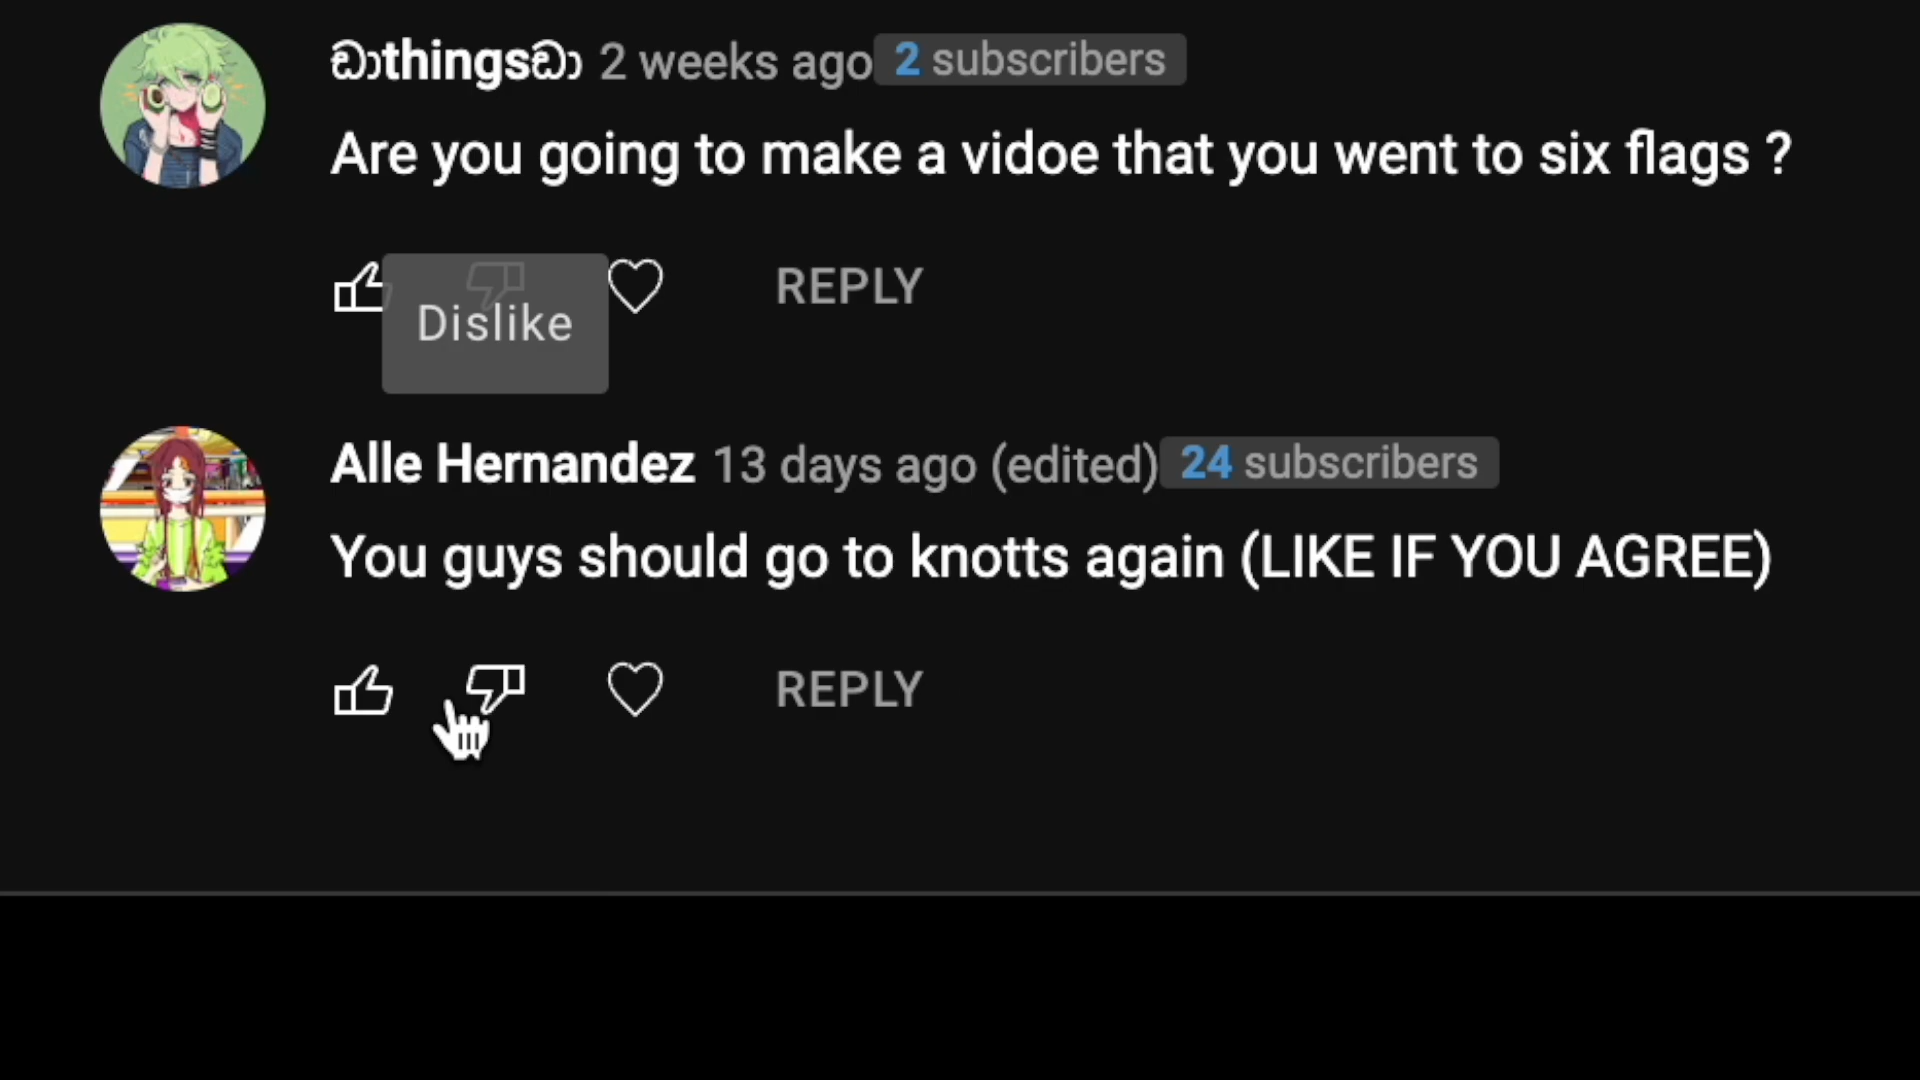 ඩාthingsඩා 2 weeks ago 2 subscribers
Are you going to make a vidoe that you went to six flags ?
REPLY
Dislike
Alle Hernandez 13 days ago (edited) 24 subscribers
You guys should go to knotts again (LIKE IF YOU AGREE)
REPLY